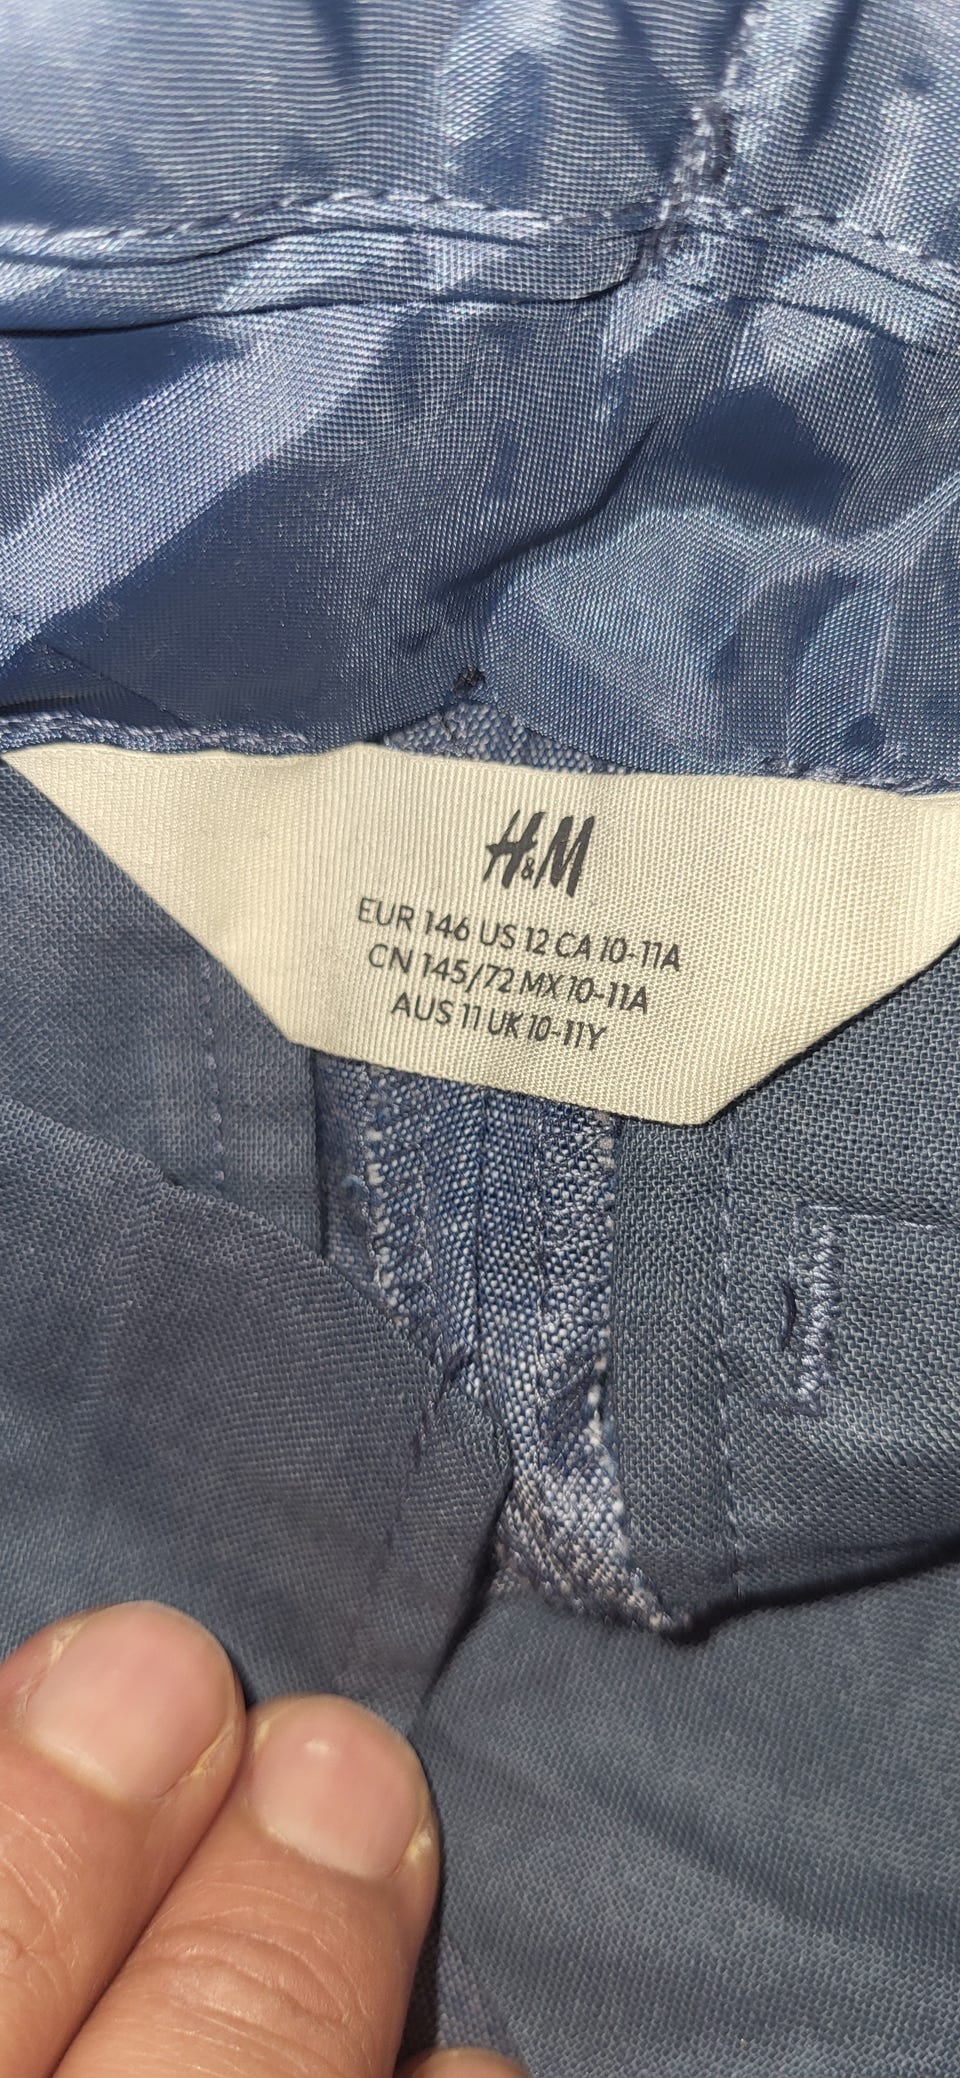 H&M
EUR 146 US 12 CA 10-11A
CN 145/72 MX 10-11A
AUS 11 UK 10-11Y